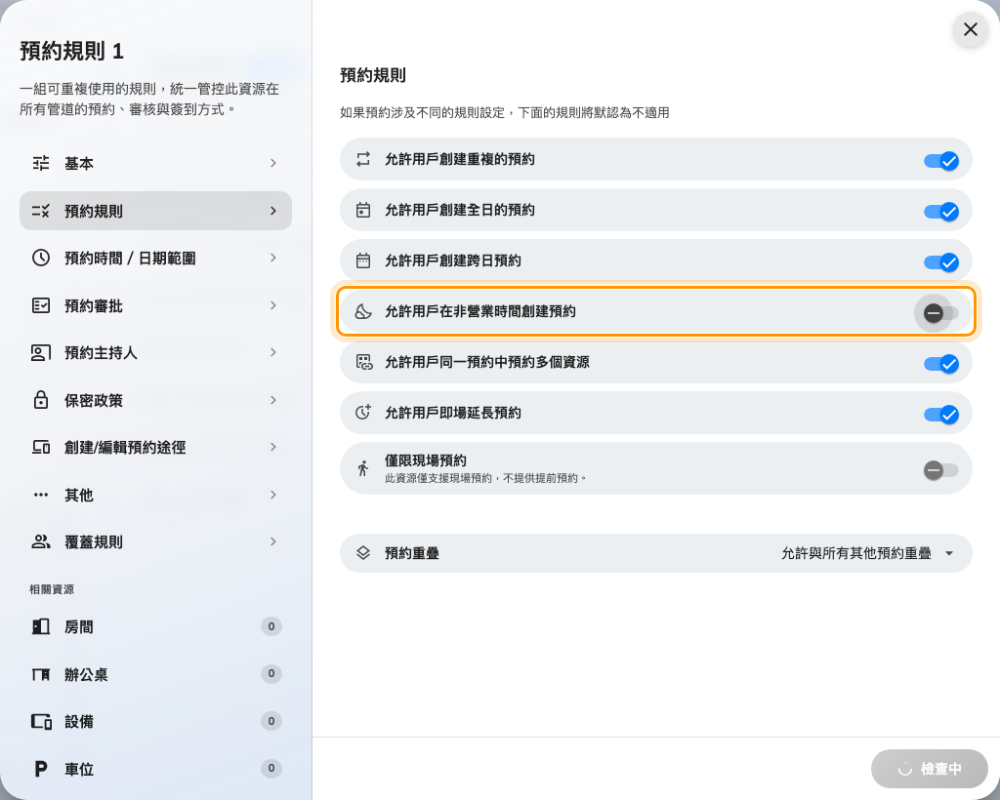 預約規則 1
一組可重複使用的規則，統一管控此資源在
所有管道的預約、審核與簽到方式。
基本
預約規則
預約時間 / 日期範圍
預約審批
預約主持人
保密政策
創建/編輯預約途徑
其他
覆蓋規則
相關資源
房間 0
辦公桌 0
設備 0
車位 0
預約規則
如果預約涉及不同的規則設定，下面的規則將默認為不適用
允許用戶創建重複的預約
允許用戶創建全日的預約
允許用戶創建跨日預約
允許用戶在非營業時間創建預約
允許用戶同一預約中預約多個資源
允許用戶即場延長預約
僅限現場預約
此資源僅支援現場預約，不提供提前預約。
預約重疊 允許與所有其他預約重疊
檢查中